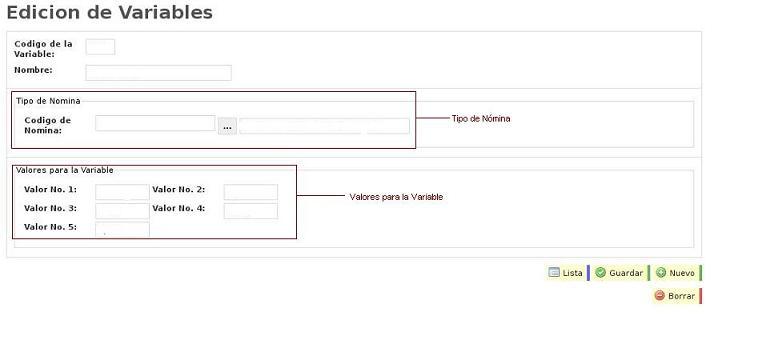 Edicion de Variables
Codigo de la
Variable:
Nombre:
Tipo de Nomina
Codigo de
Nomina:
...
Tipo de Nómina
Valores para la Variable
Valor No. 1:
Valor No. 2:
Valores para la Variable
Valor No. 3:
Valor No. 4:
Valor No. 5:
Lista
Guardar
Nuevo
Borrar